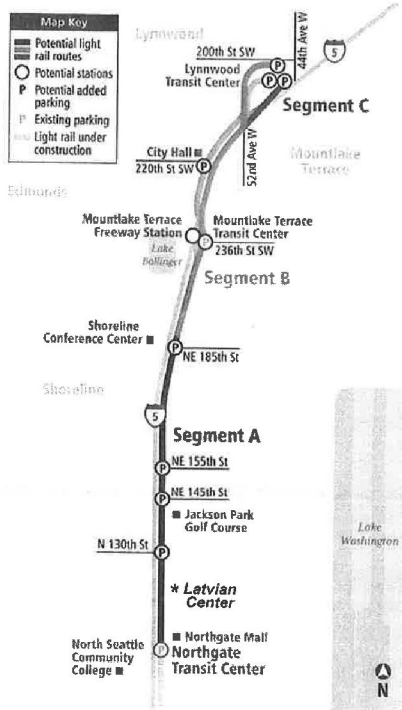 Map Key
Potential light
rail routes
Potential stations
P Potential added
parking
P Existing parking
Light rail under
construction
Lynnwood
200th St SW
Lynnwood
Transit Center
P
P
P
44th Ave W
5
Segment C
52nd Ave W
Mountlake
Terrace
City Hall
220th St SW
P
Edmonds
Mountlake Terrace
Freeway Station
Mountlake Terrace
Transit Center
P
236th St SW
Lake
Ballinger
Segment B
Shoreline
Conference Center
P
NE 185th St
Shoreline
5
Segment A
P
NE 155th St
P
NE 145th St
Jackson Park
Golf Course
N 130th St
P
* Latvian
Center
Lake
Washington
North Seattle
Community
College
P
Northgate Mall
Northgate
Transit Center
N